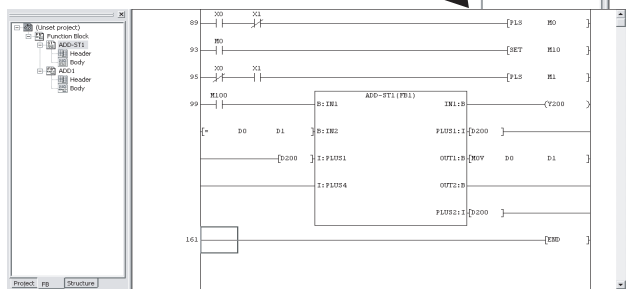 (Unset project)
Function Block
ADD-ST1
Header
Body
ADD1
Header
Body
Project FB Structure
X0 X1
89 [PLS M0 ]
M0
93 [SET M10 ]
X0 X1
95 [PLS M1 ]
M100
99 ADD-ST1(FB1)
B:IN1 IN1:B (Y200 )
[= D0 D1 ] B:IN2 PLUS1:I [D200 ]
[D200 ] I:PLUS1 OUT1:B [MOV D0 D1 ]
I:PLUS4 OUT2:B
PLUS2:I [D200 ]
161 [END ]